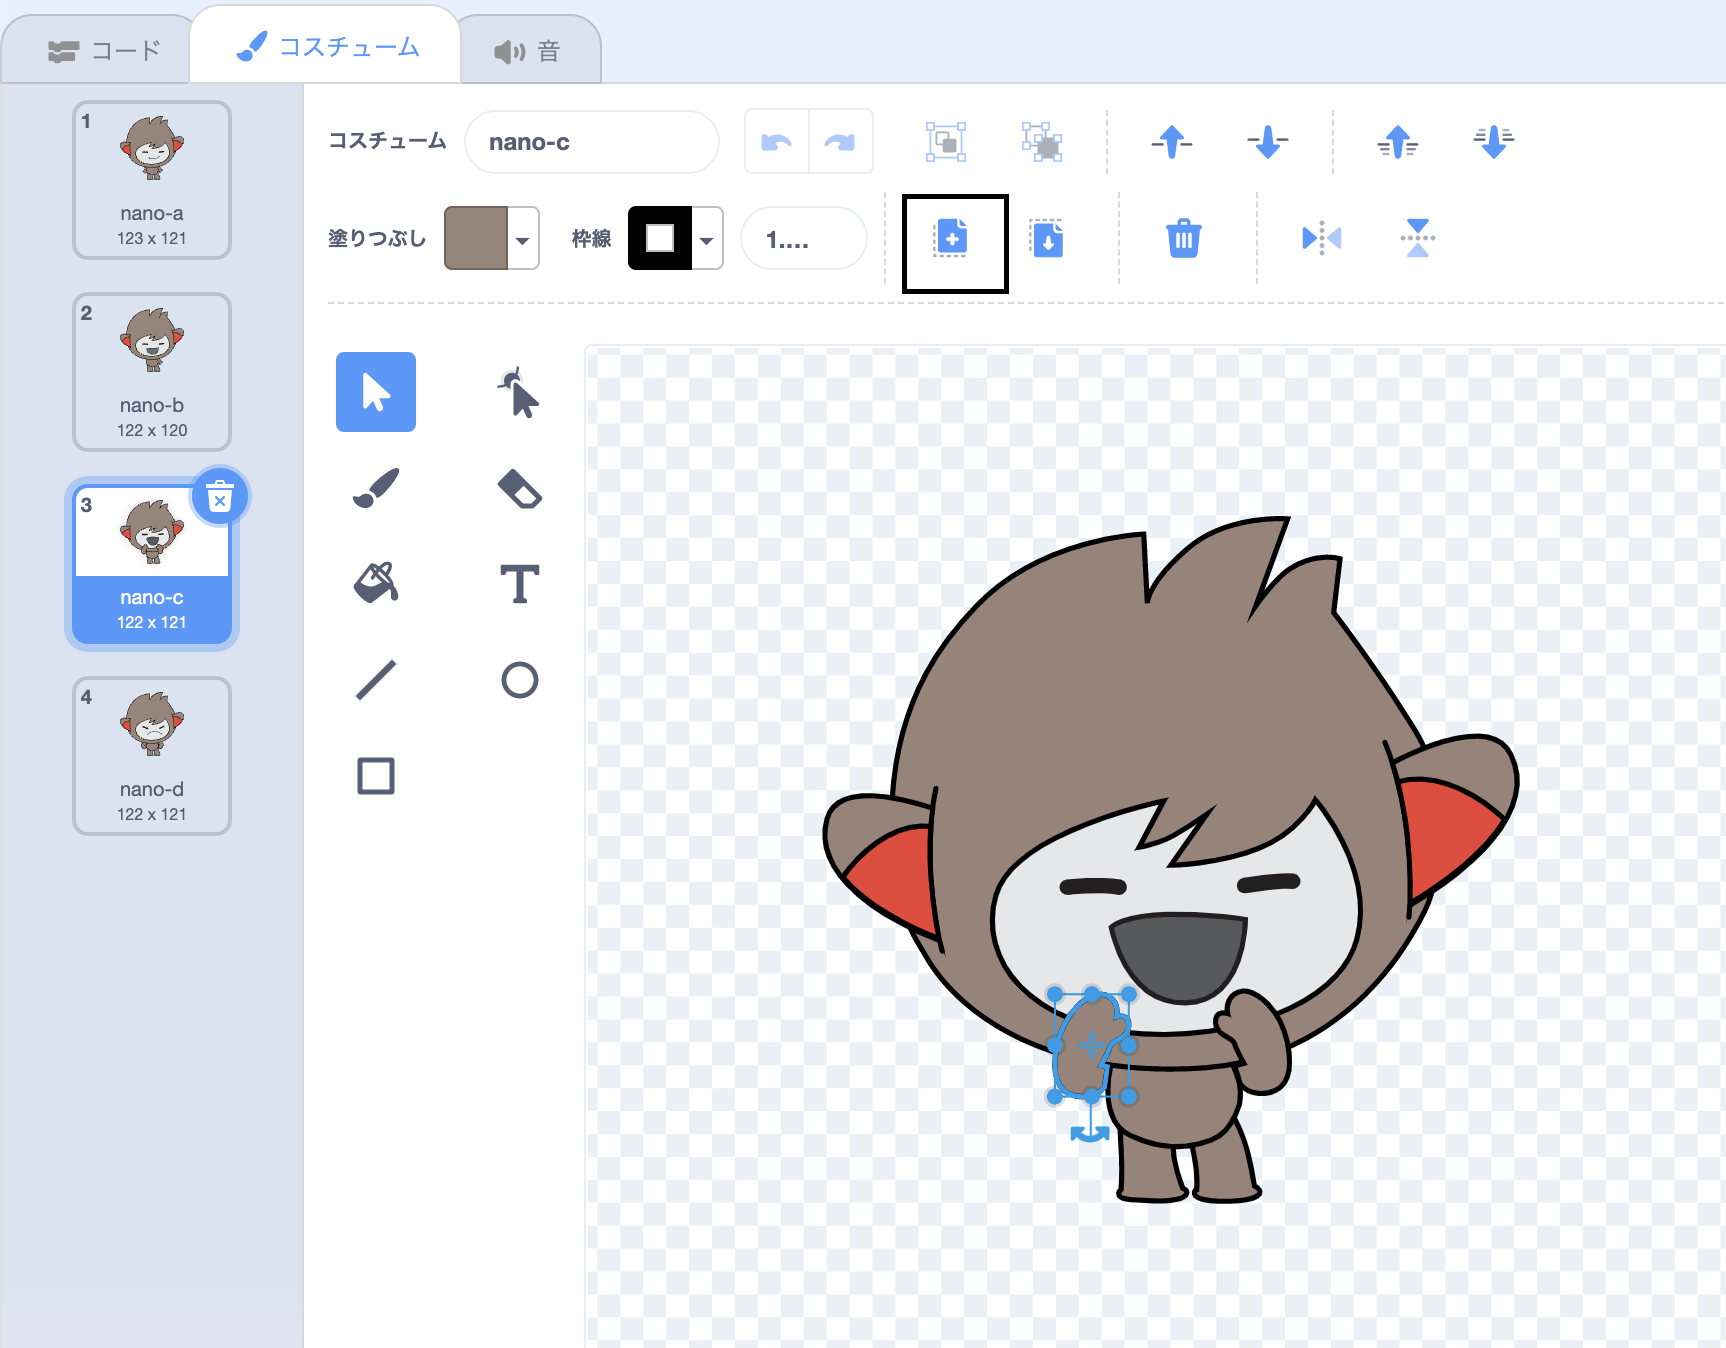 コード
コスチューム
音
1
nano-a
123 x 121
2
nano-b
122 x 120
3
nano-c
122 x 121
4
nano-d
122 x 121
コスチューム nano-c
塗りつぶし 枠線 1....
T